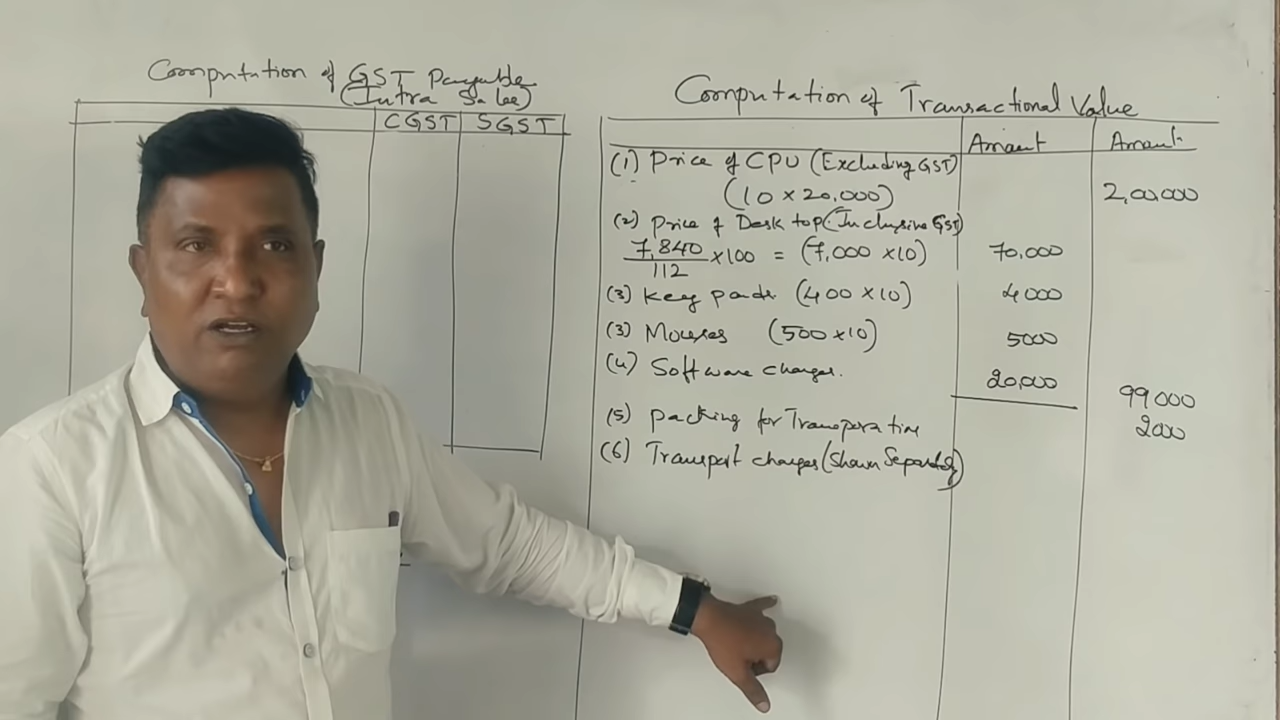 Computation of GST Payable
(Intra Sales)
CGST SGST
Computation of Transactional Value
Amount Amount
(1) Price of CPU (Excluding GST)
(10 x 20,000) 2,00,000
(2) Price of Desk top (Inclusive GST)
7,840/112 x 100 = (7,000 x 10) 70,000
(3) Key pads (400 x 10) 4000
(3) Mouses (500 x 10) 5000
(4) Software charges. 20,000 99000
(5) Packing for Transportation 2000
(6) Transport charges (Shown Separately)